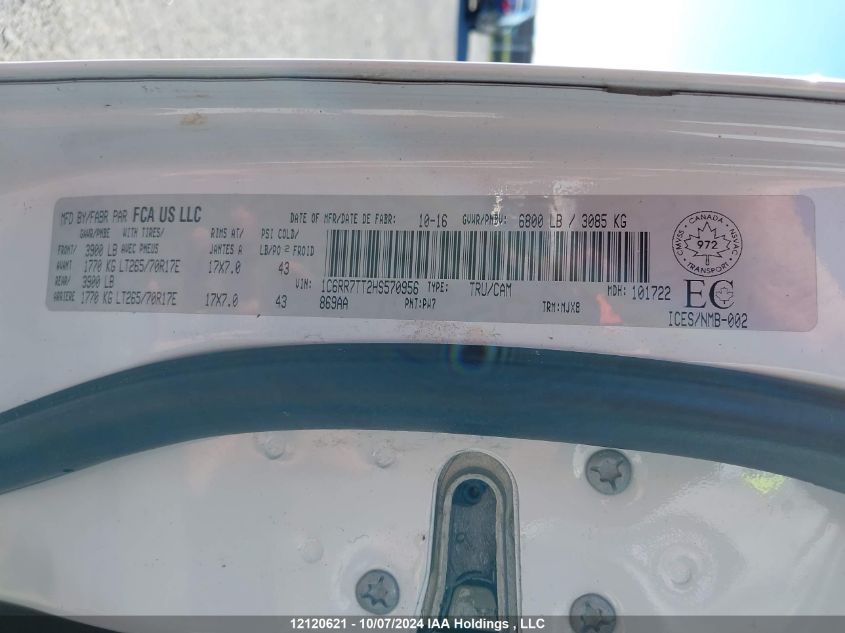 MFD BY/FABR PAR FCA US LLC DATE OF MFR/DATE DE FABR: 10-16 GVWR/PNBV: 6800 LB / 3085 KG
GAWR/PNBE WITH TIRES/ RIMS AT/ PSI COLD/
FRONT/ 3900 LB AVEC PNEUS JANTES A LB/PO² FROID
AVANT 1770 KG LT265/70R17E 17X7.0 43
REAR/ 3900 LB VIN: 1C6RR7TT2HS570956 TYPE: TRU/CAM MDH: 101722
ARRIERE 1770 KG LT265/70R17E 17X7.0 43 869AA PNT:PW7 TRM:MJX8
CMVSS - CANADA - NSVAC
972
TRANSPORT
EC
ICES/NMB-002
12120621 - 10/07/2024 IAA Holdings , LLC